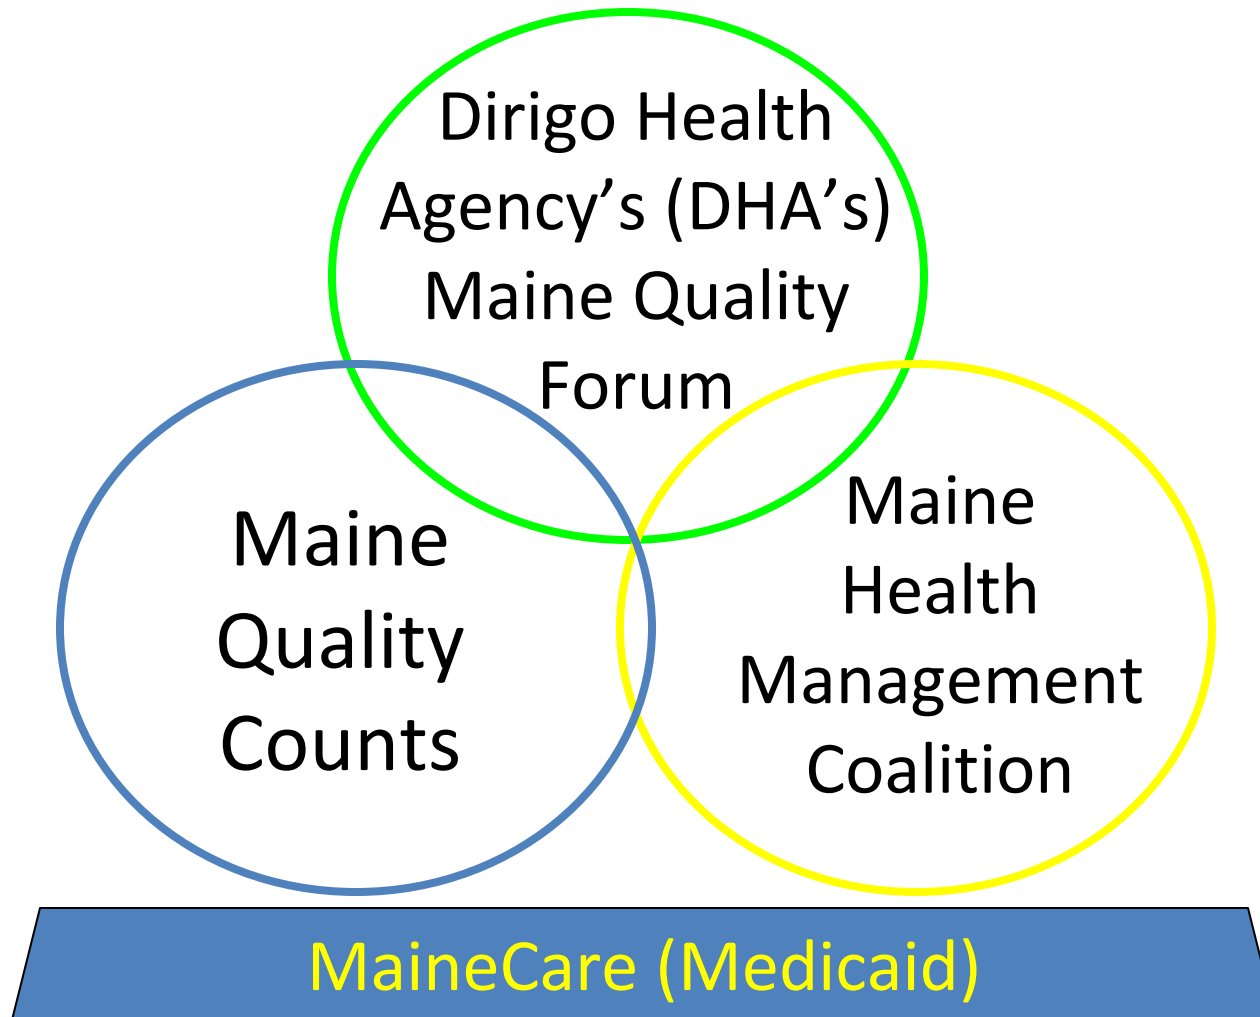 Dirigo Health
Agency’s (DHA’s)
Maine Quality
Forum
Maine
Quality
Counts
Maine
Health
Management
Coalition
MaineCare (Medicaid)